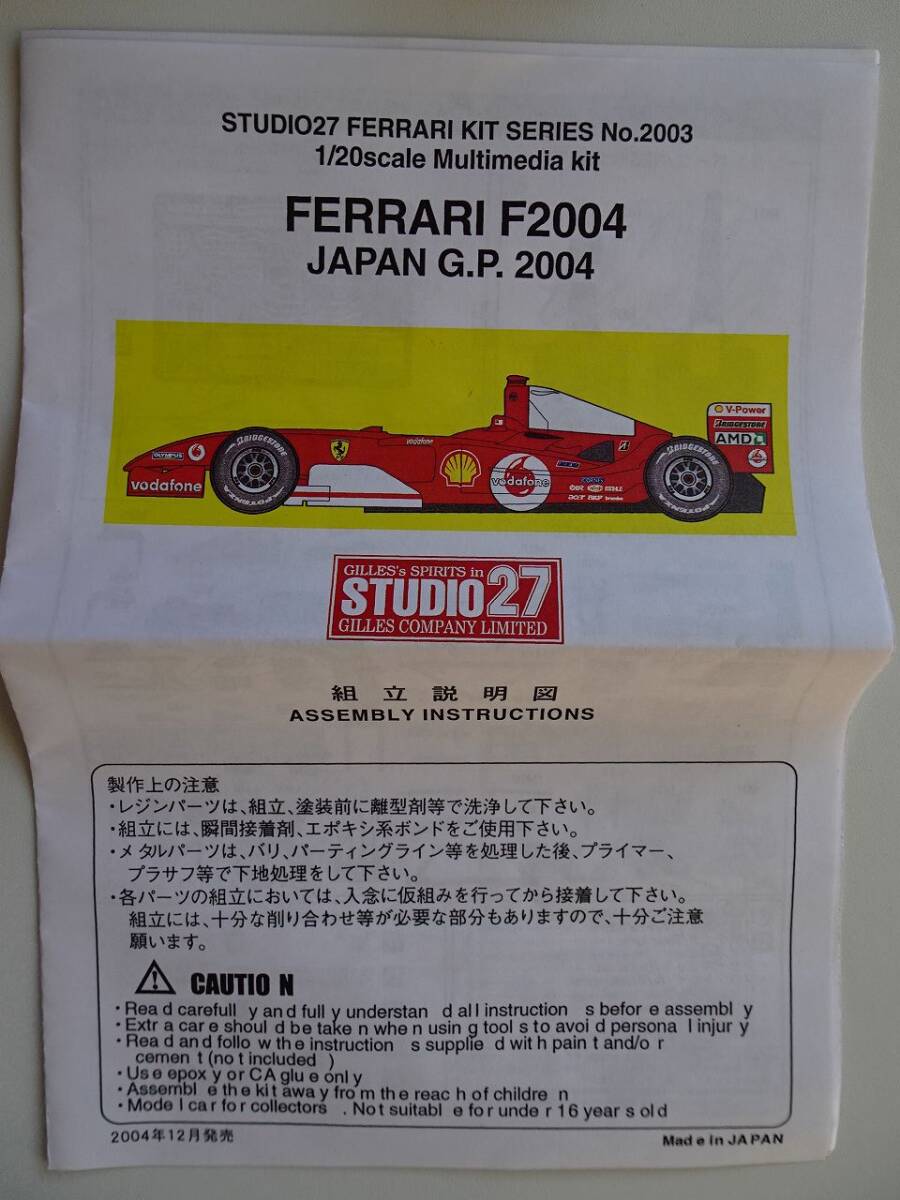 STUDIO27 FERRARI KIT SERIES No.2003
1/20scale Multimedia kit
FERRARI F2004
JAPAN G.P. 2004
V-Power
BRIDGESTONE
AMD
OLYMPUS
vodafone
BRIDGESTONE
POTENZA
vodafone
vodafone
acer
BRIDGESTONE
POTENZA
GILLES's SPIRITS in
STUDIO27
GILLES COMPANY LIMITED
組立説明図
ASSEMBLY INSTRUCTIONS
製作上の注意
・レジンパーツは、組立、塗装前に離型剤等で洗浄して下さい。
・組立には、瞬間接着剤、エポキシ系ボンドをご使用下さい。
・メタルパーツは、バリ、パーティングライン等を処理した後、プライマー、
プラサフ等で下地処理をして下さい。
・各パーツの組立においては、入念に仮組みを行ってから接着して下さい。
組立には、十分な削り合わせ等が必要な部分もありますので、十分ご注意
願います。
CAUTIO N
・Rea d carefull y and full y understan d all instruction s befor e assembl y
・Extr a car e shoul d be take n whe n usin g tool s to avoi d persona l injur y
・Rea d and follo w the instruction s supplie d wit h pain t and/o r
cemen t (no t included )
・Us e epox y or CA glu e onl y
・Assembl e the kit awa y fro m the reac h of childre n
・Mode l car for collectors . Not suitabl e for unde r 16 year s old
2004年12月発売
Mad e in JAPAN